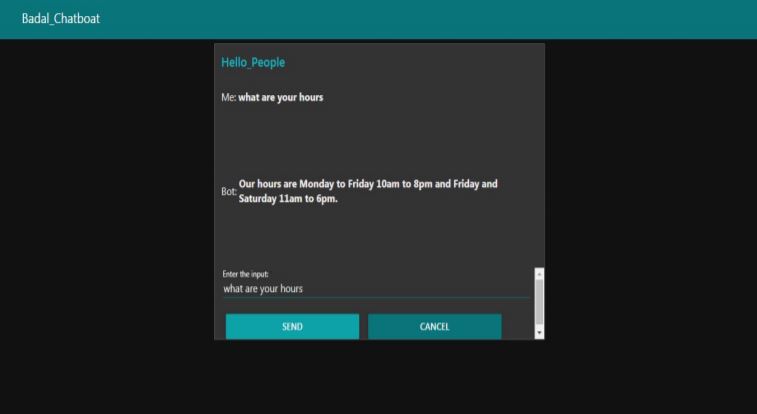 Badal_Chatboat
Hello_People
Me: what are your hours
Bot: Our hours are Monday to Friday 10am to 8pm and Friday and
Saturday 11am to 6pm.
Enter the input:
what are your hours
SEND CANCEL